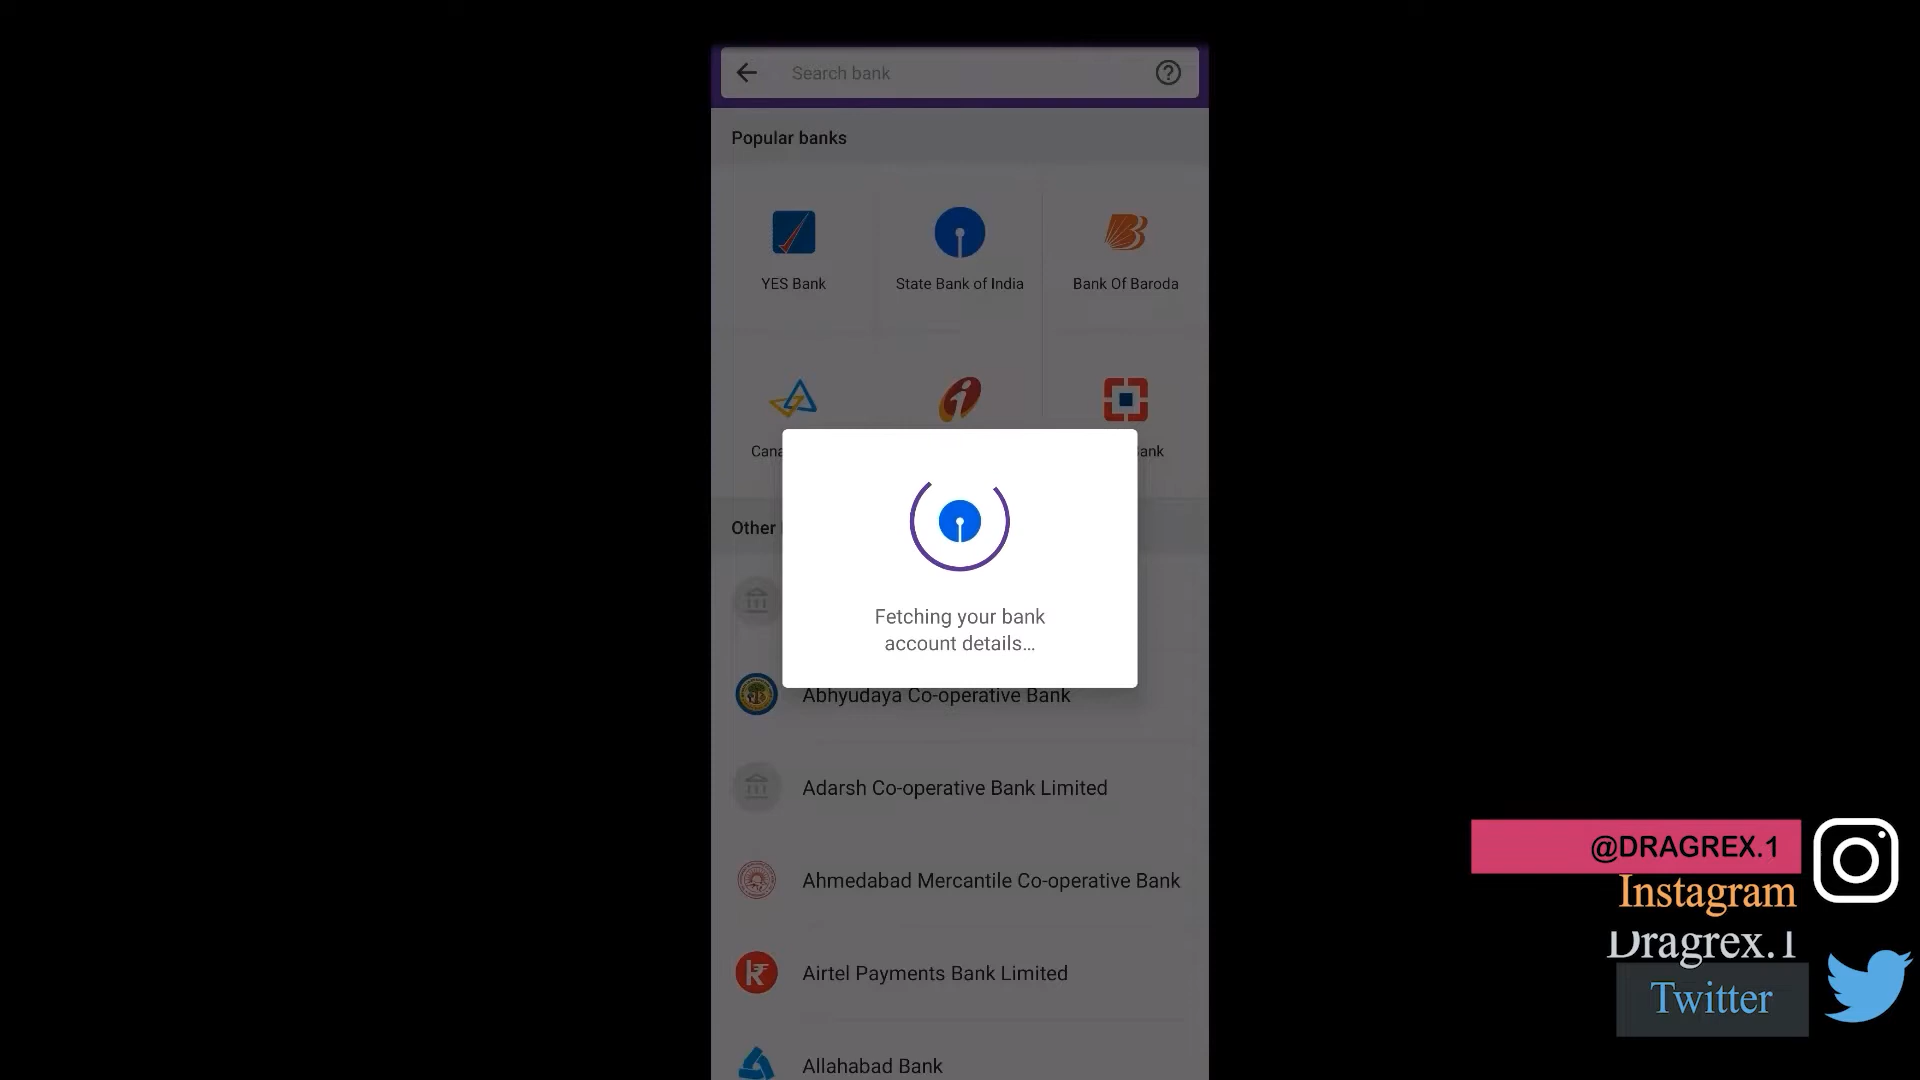 Search bank
Popular banks
YES Bank
State Bank of India
Bank Of Baroda
Cana
ank
Other
Fetching your bank
account details...
Abhyudaya Co-operative Bank
Adarsh Co-operative Bank Limited
Ahmedabad Mercantile Co-operative Bank
Airtel Payments Bank Limited
Allahabad Bank
@DRAGREX.1
Instagram
Dragrex.1
Twitter